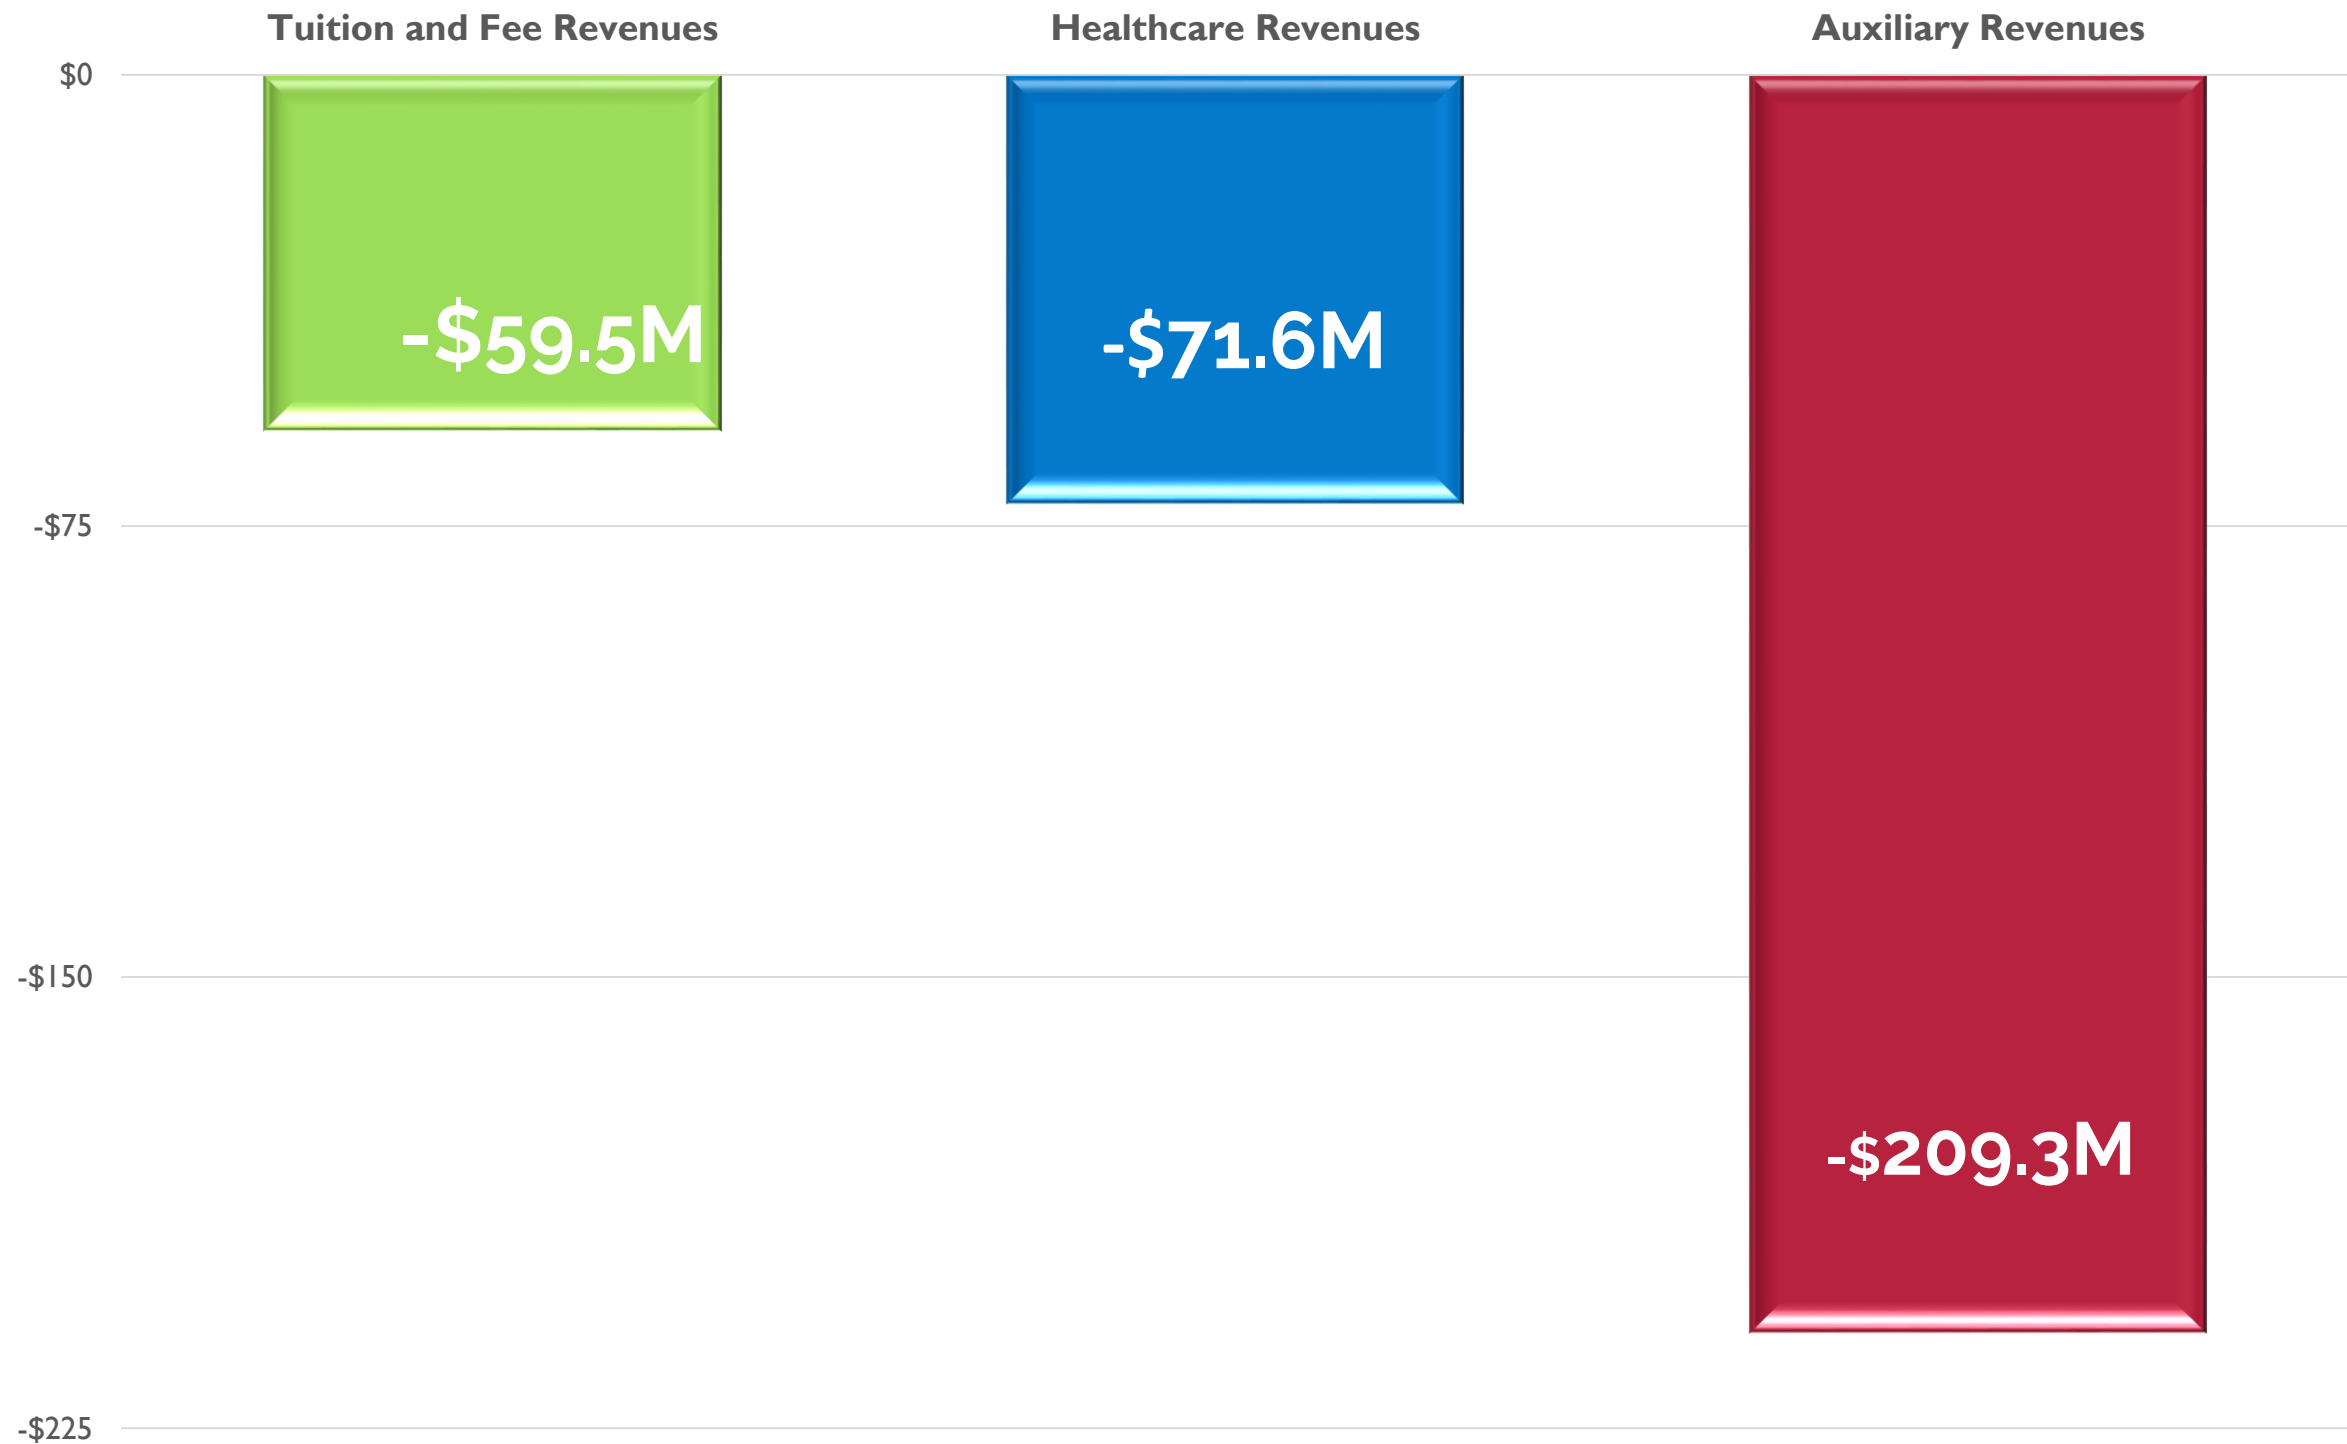 Tuition and Fee Revenues
Healthcare Revenues
Auxiliary Revenues
$0
-$59.5M
-$71.6M
-$75
-$150
-$209.3M
-$225